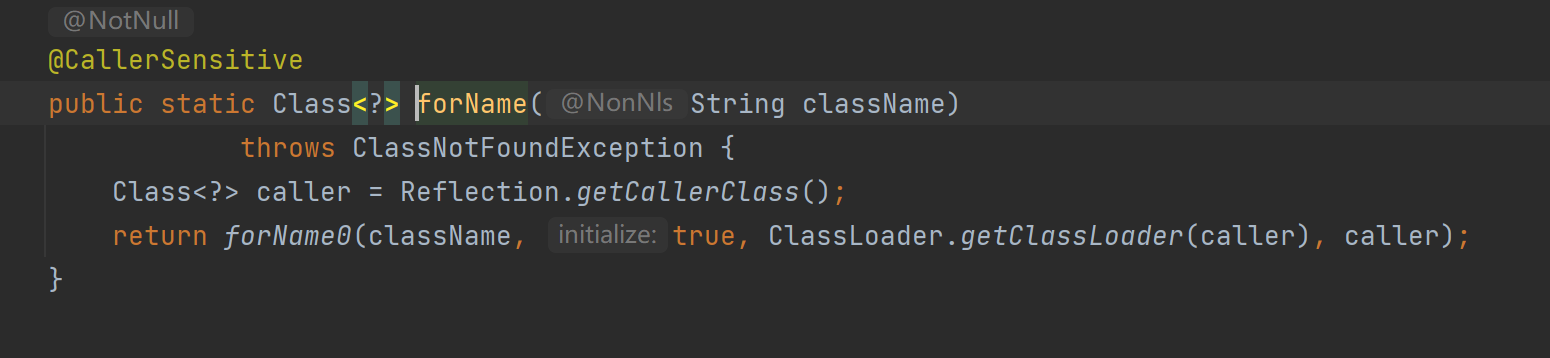 @NotNull
@CallerSensitive
public static Class<?> forName( @NonNls String className)
throws ClassNotFoundException {
Class<?> caller = Reflection.getCallerClass();
return forName0(className, initialize: true, ClassLoader.getClassLoader(caller), caller);
}